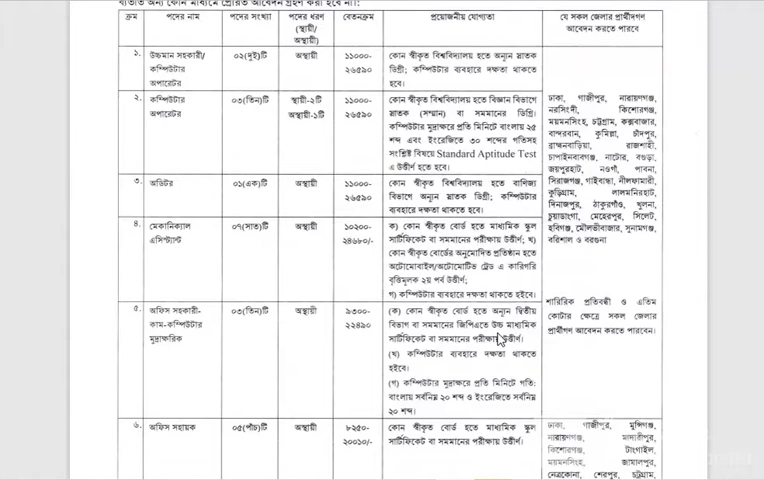 ব্যতীত অন্য কোন মাধ্যমে প্রেরিত আবেদন গ্রহণ করা হবে না।:
ক্রম
পদের নাম
পদের সংখ্যা
পদের ধরণ
(স্থায়ী/
অস্থায়ী)
বেতনক্রম
প্রয়োজনীয় যোগ্যতা
যে সকল জেলার প্রার্থীগণ
আবেদন করতে পারবে
১.
উচ্চমান সহকারী/
কম্পিউটার
অপারেটর
০২(দুই)টি
অস্থায়ী
১১০০০-
২৬৫৯০
কোন স্বীকৃত বিশ্ববিদ্যালয় হতে অন্যূন স্নাতক
ডিগ্রী; কম্পিউটার ব্যবহারে দক্ষতা থাকতে
হবে।
২.
কম্পিউটার
অপারেটর
০৩(তিন)টি
স্থায়ী-২টি
অস্থায়ী-১টি
১১০০০-
২৬৫৯০
কোন স্বীকৃত বিশ্ববিদ্যালয় হতে বিজ্ঞান বিভাগে
স্নাতক (সম্মান) বা সমমানের ডিগ্রি।
কম্পিউটার মুদ্রাক্ষরে প্রতি মিনিটে বাংলায় ২৫
শব্দ এবং ইংরেজিতে ৩০ শব্দের গতিসহ
সংশ্লিষ্ট বিষয়ে Standard Aptitude Test
এ উত্তীর্ণ হতে হবে।
৩.
অডিটর
০১(এক)টি
অস্থায়ী
১১০০০-
২৬৫৯০
কোন স্বীকৃত বিশ্ববিদ্যালয় হতে বাণিজ্য
বিভাগে অন্যূন স্নাতক ডিগ্রী; কম্পিউটার
ব্যবহারে দক্ষতা থাকতে হবে।
৪.
মেকানিক্যাল
এসিস্ট্যান্ট
০৭(সাত)টি
অস্থায়ী
১০২০০-
২৪৬৮০/-
ক) কোন স্বীকৃত বোর্ড হতে মাধ্যমিক স্কুল
সার্টিফিকেট বা সমমানের পরীক্ষায় উত্তীর্ণ; খ)
কোন স্বীকৃত বোর্ডের অনুমোদিত প্রতিষ্ঠান হতে
অটোমোবাইল/অটোমোটিভ ট্রেড এ কারিগরি
বৃত্তিমূলক ২য় পর্ব উত্তীর্ণ;
গ) কম্পিউটার ব্যবহারে দক্ষতা থাকতে হইবে।
ঢাকা, গাজীপুর, নারায়ণগঞ্জ,
নরসিংদী, কিশোরগঞ্জ,
ময়মনসিংহ, চট্টগ্রাম, কক্সবাজার,
বান্দরবান, কুমিল্লা, চাঁদপুর,
ব্রাহ্মনবাড়িয়া, রাজশাহী,
চাপাইনবাবগঞ্জ, নাটোর, বগুড়া,
জয়পুরহাট, নওগাঁ, পাবনা,
সিরাজগঞ্জ, গাইবান্ধা, নীলফামারী,
কুড়িগ্রাম, লালমনিরহাট,
দিনাজপুর, ঠাকুরগাঁও, খুলনা,
চুয়াডাংগা, মেহেরপুর, সিলেট,
হবিগঞ্জ, মৌলভীবাজার, সুনামগঞ্জ,
বরিশাল ও বরগুনা
৫.
অফিস সহকারী-
কাম-কম্পিউটার
মুদ্রাক্ষরিক
০৩(তিন)টি
অস্থায়ী
৯৩০০-
২২৪৯০
(ক) কোন স্বীকৃত বোর্ড হতে অন্যূন দ্বিতীয়
বিভাগ বা সমমানের জিপিএতে উচ্চ মাধ্যমিক
সার্টিফিকেট বা সমমানের পরীক্ষায় উত্তীর্ণ।
(খ) কম্পিউটার ব্যবহারে দক্ষতা থাকতে
হইবে।
(গ) কম্পিউটার মুদ্রাক্ষরে প্রতি মিনিটে গতি:
বাংলায় সর্বনিম্ন ২০ শব্দ ও ইংরেজিতে সর্বনিম্ন
২০ শব্দ।
শারিরিক প্রতিবন্ধী ও এতিম
কোটার ক্ষেত্রে সকল জেলার
প্রার্থীগণ আবেদন করতে পারবেন।
৬.
অফিস সহায়ক
০৫(পাঁচ)টি
অস্থায়ী
৮২৫০-
২০০১০/-
কোন স্বীকৃত বোর্ড হতে মাধ্যমিক স্কুল
সার্টিফিকেট বা সমমানের পরীক্ষায় উত্তীর্ণ।
ঢাকা, গাজীপুর, মুন্সিগঞ্জ,
নারায়ণগঞ্জ, মাদারীপুর,
কিশোরগঞ্জ, টাংগাইল,
ময়মনসিংহ, জামালপুর,
নেত্রকোনা, শেরপুর, চট্টগ্রাম,